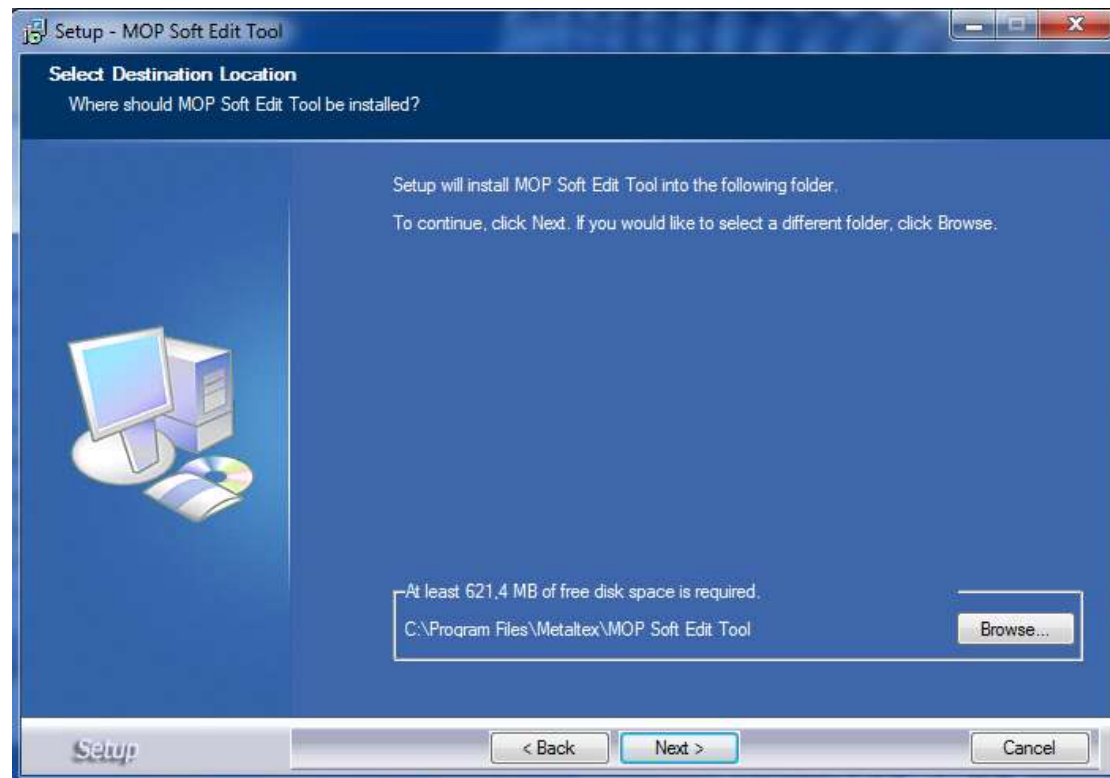 Setup - MOP Soft Edit Tool
Select Destination Location
Where should MOP Soft Edit Tool be installed?
Setup will install MOP Soft Edit Tool into the following folder.
To continue, click Next. If you would like to select a different folder, click Browse.
At least 621,4 MB of free disk space is required.
C:\Program Files\Metaltex\MOP Soft Edit Tool
Browse...
Setup
< Back
Next >
Cancel